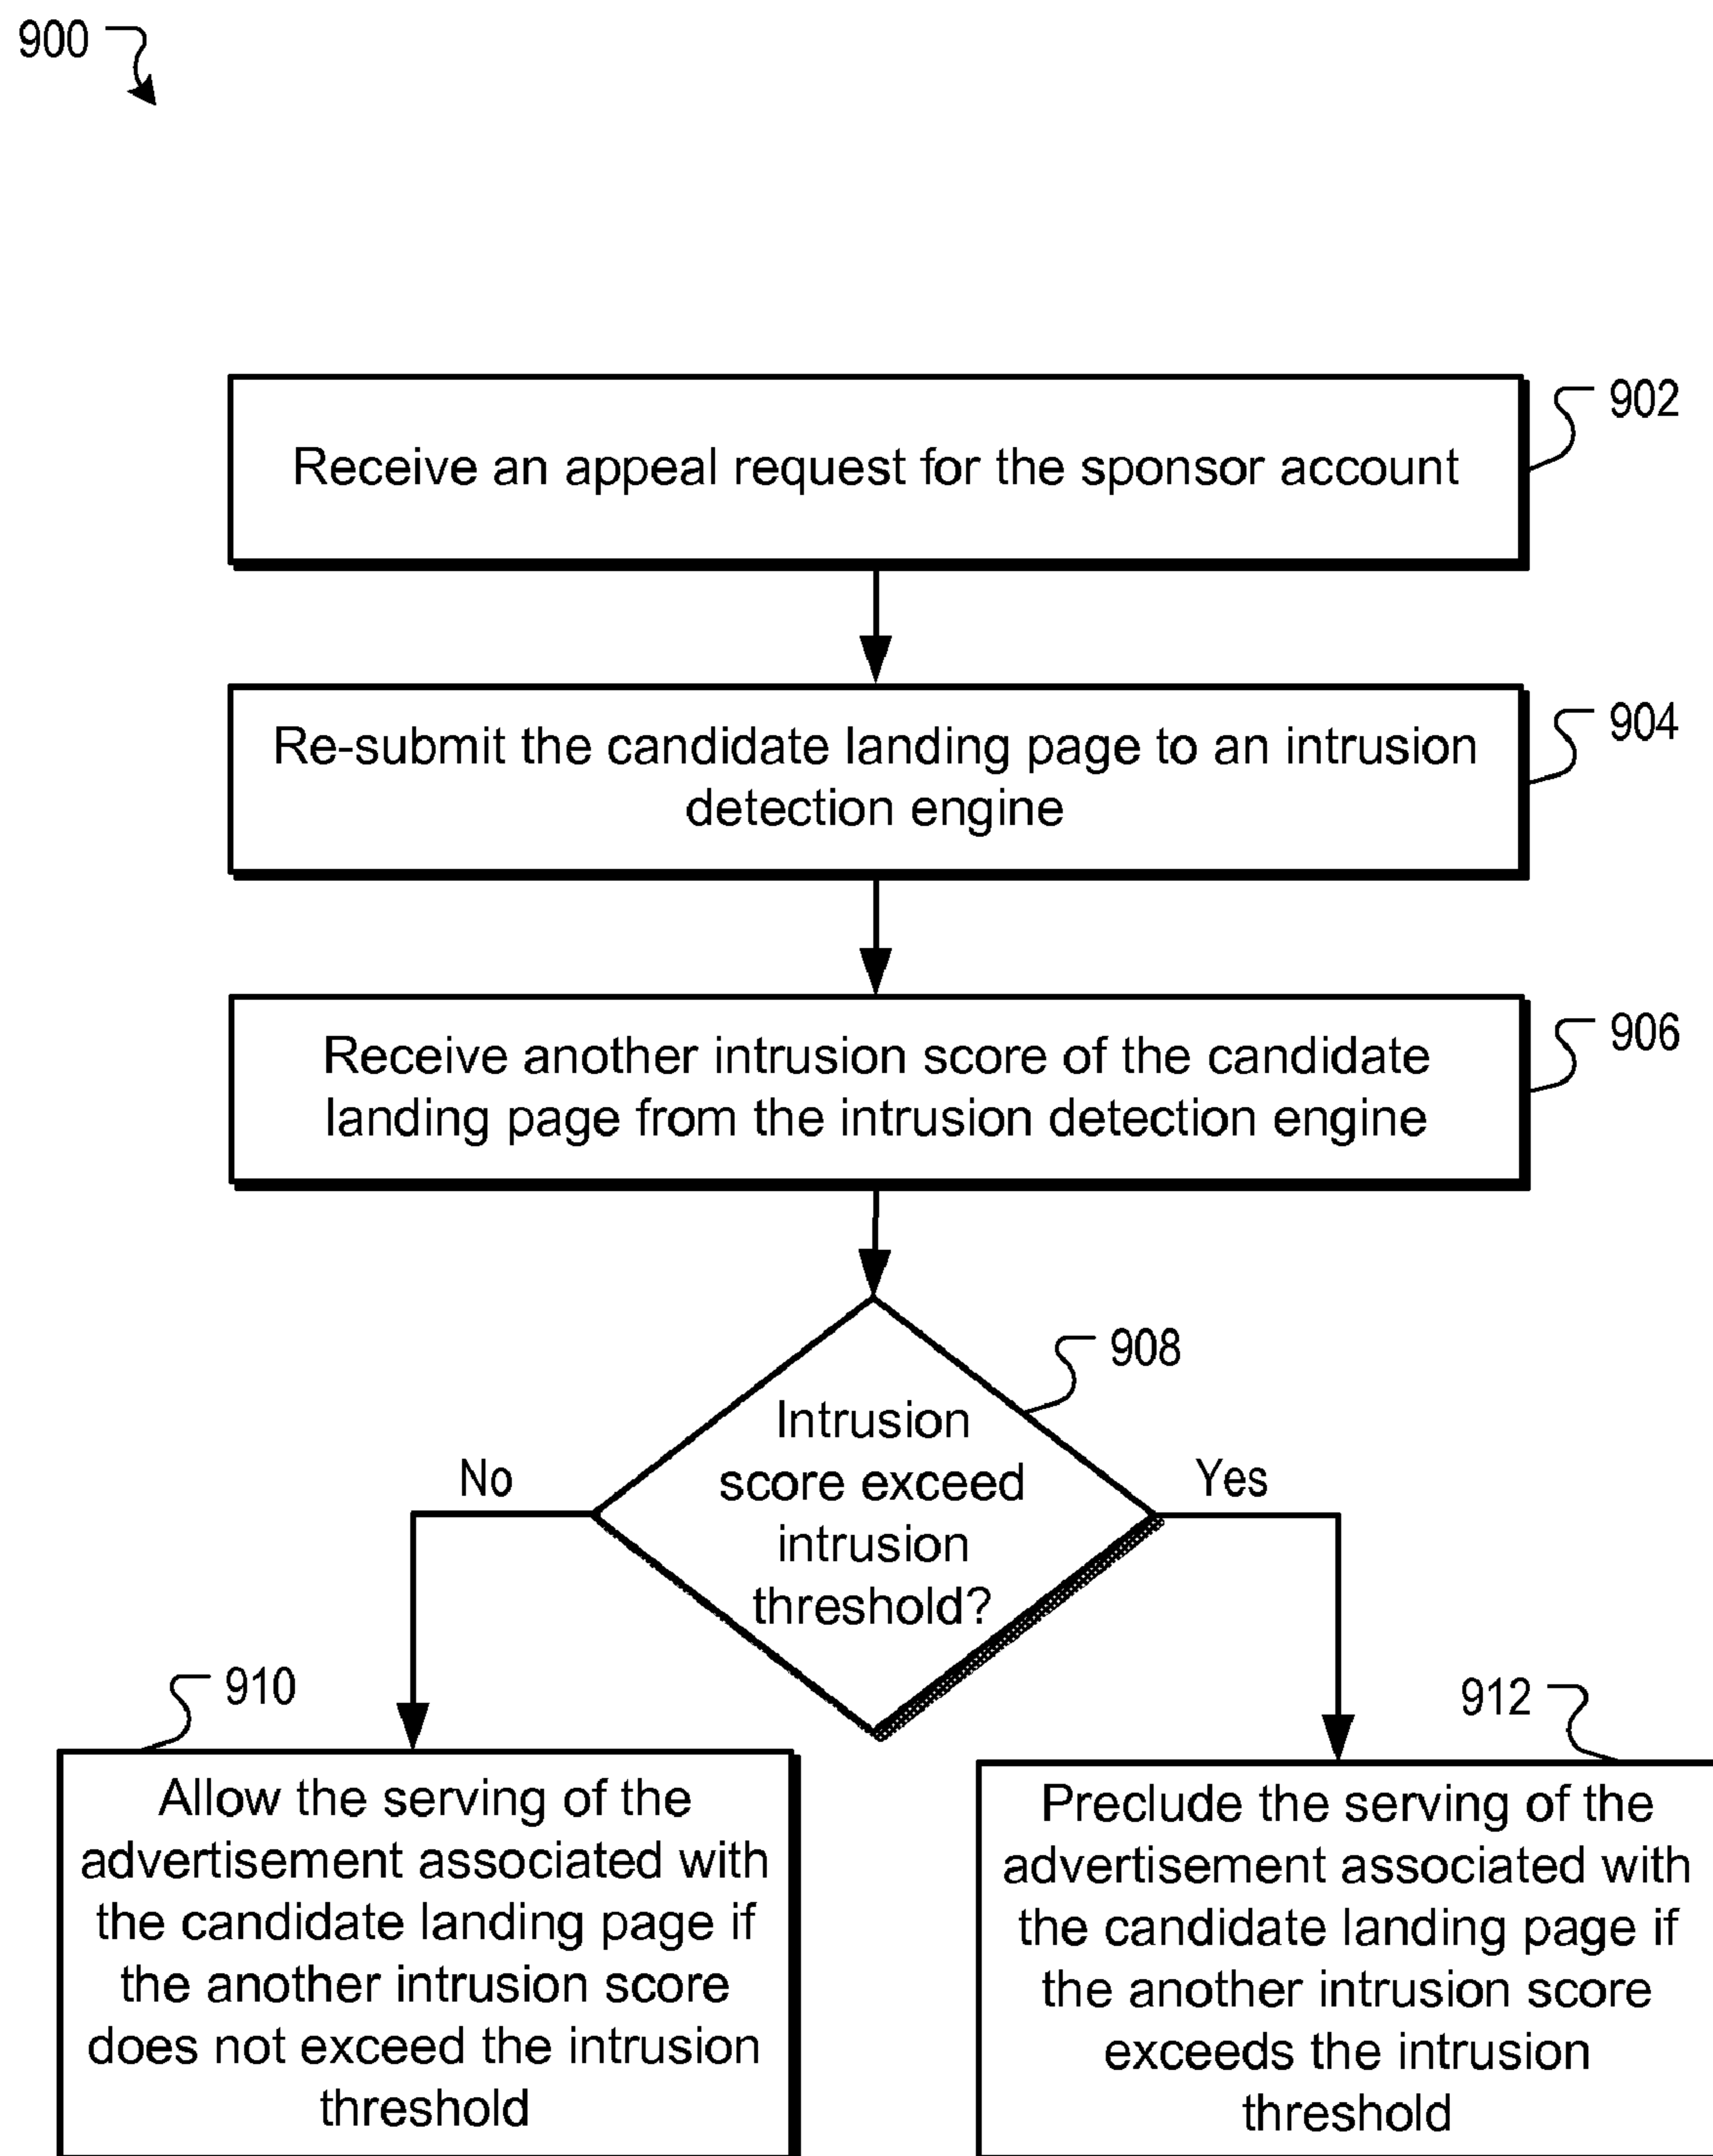 900
902
Receive an appeal request for the sponsor account
904
Re-submit the candidate landing page to an intrusion
detection engine
906
Receive another intrusion score of the candidate
landing page from the intrusion detection engine
908
Intrusion
score exceed
intrusion
threshold?
No
Yes
910
Allow the serving of the
advertisement associated with
the candidate landing page if
the another intrusion score
does not exceed the intrusion
threshold
912
Preclude the serving of the
advertisement associated with
the candidate landing page if
the another intrusion score
exceeds the intrusion
threshold